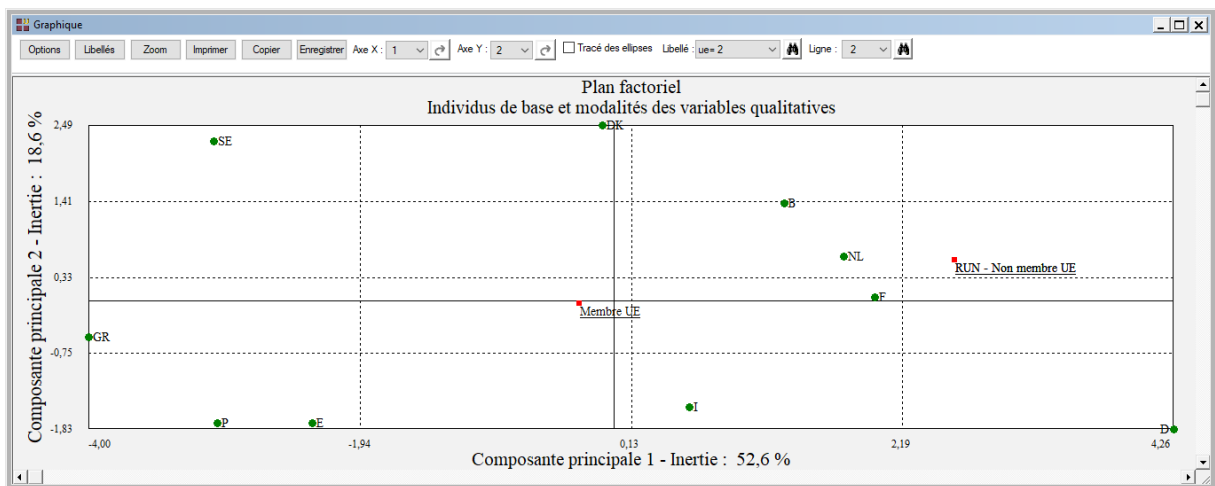 Graphique
Options Libellés Zoom Imprimer Copier Enregistrer Axe X : 1 Axe Y : 2 Tracé des ellipses Libellé : ue= 2 Ligne : 2
Plan factoriel
Individus de base et modalités des variables qualitatives
Composante principale 2 - Inertie : 18,6 %
2,49
DK
SE
1,41
B
NL
RUN - Non membre UE
0,33
F
Membre UE
GR
-0,75
I
P
E
D
-1,83
-4,00
-1,94
0,13
2,19
4,26
Composante principale 1 - Inertie : 52,6 %